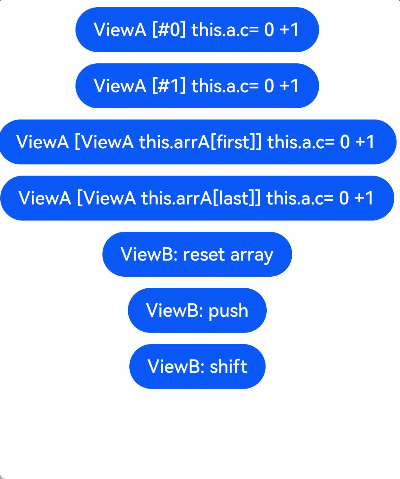 ViewA [#0] this.a.c= 0 +1
ViewA [#1] this.a.c= 0 +1
ViewA [ViewA this.arrA[first]] this.a.c= 0 +1
ViewA [ViewA this.arrA[last]] this.a.c= 0 +1
ViewB: reset array
ViewB: push
ViewB: shift